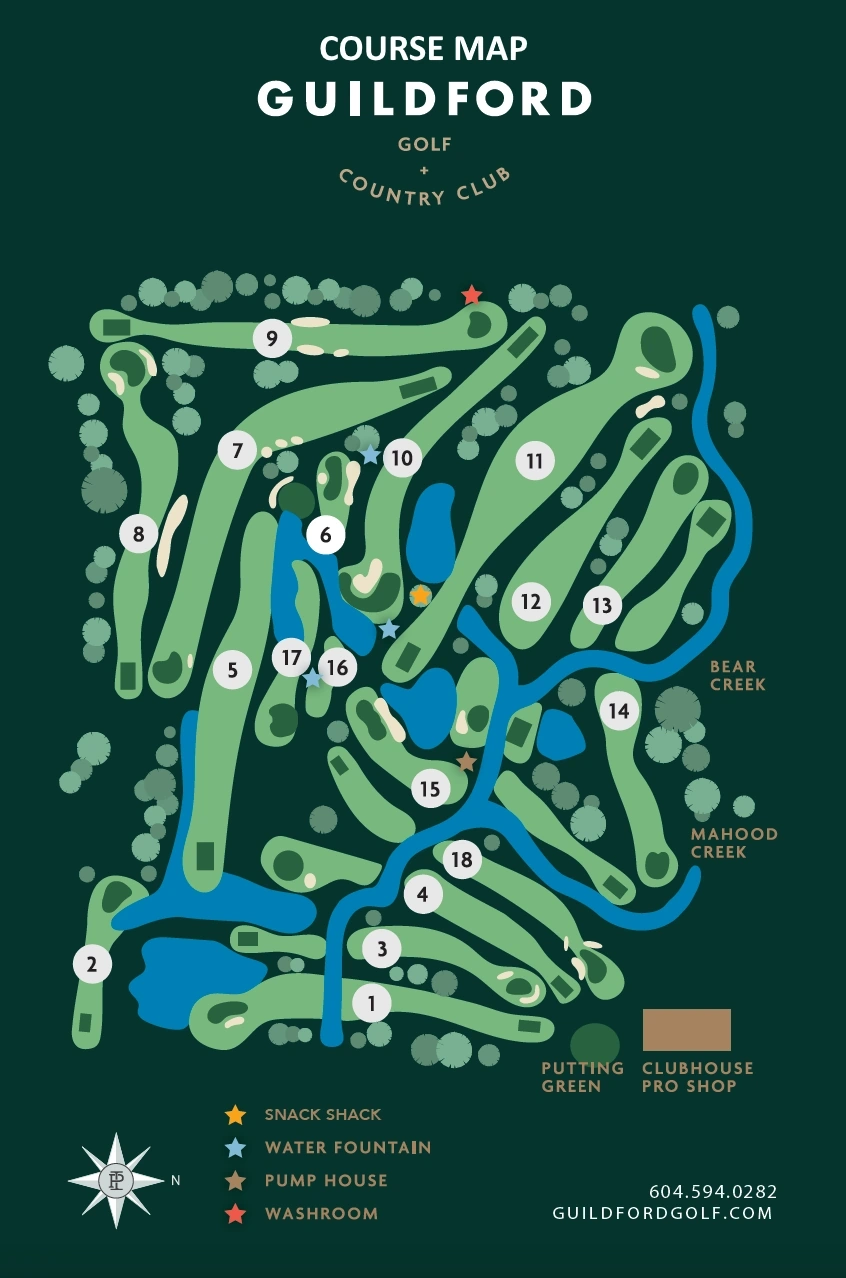 COURSE MAP
GUILDFORD
GOLF
+
COUNTRY CLUB
9
7
10
11
8
6
12
13
17
16
5
BEAR
CREEK
14
15
MAHOOD
CREEK
18
4
3
2
1
PUTTING
GREEN
CLUBHOUSE
PRO SHOP
SNACK SHACK
WATER FOUNTAIN
PUMP HOUSE
WASHROOM
N
604.594.0282
GUILDFORDGOLF.COM